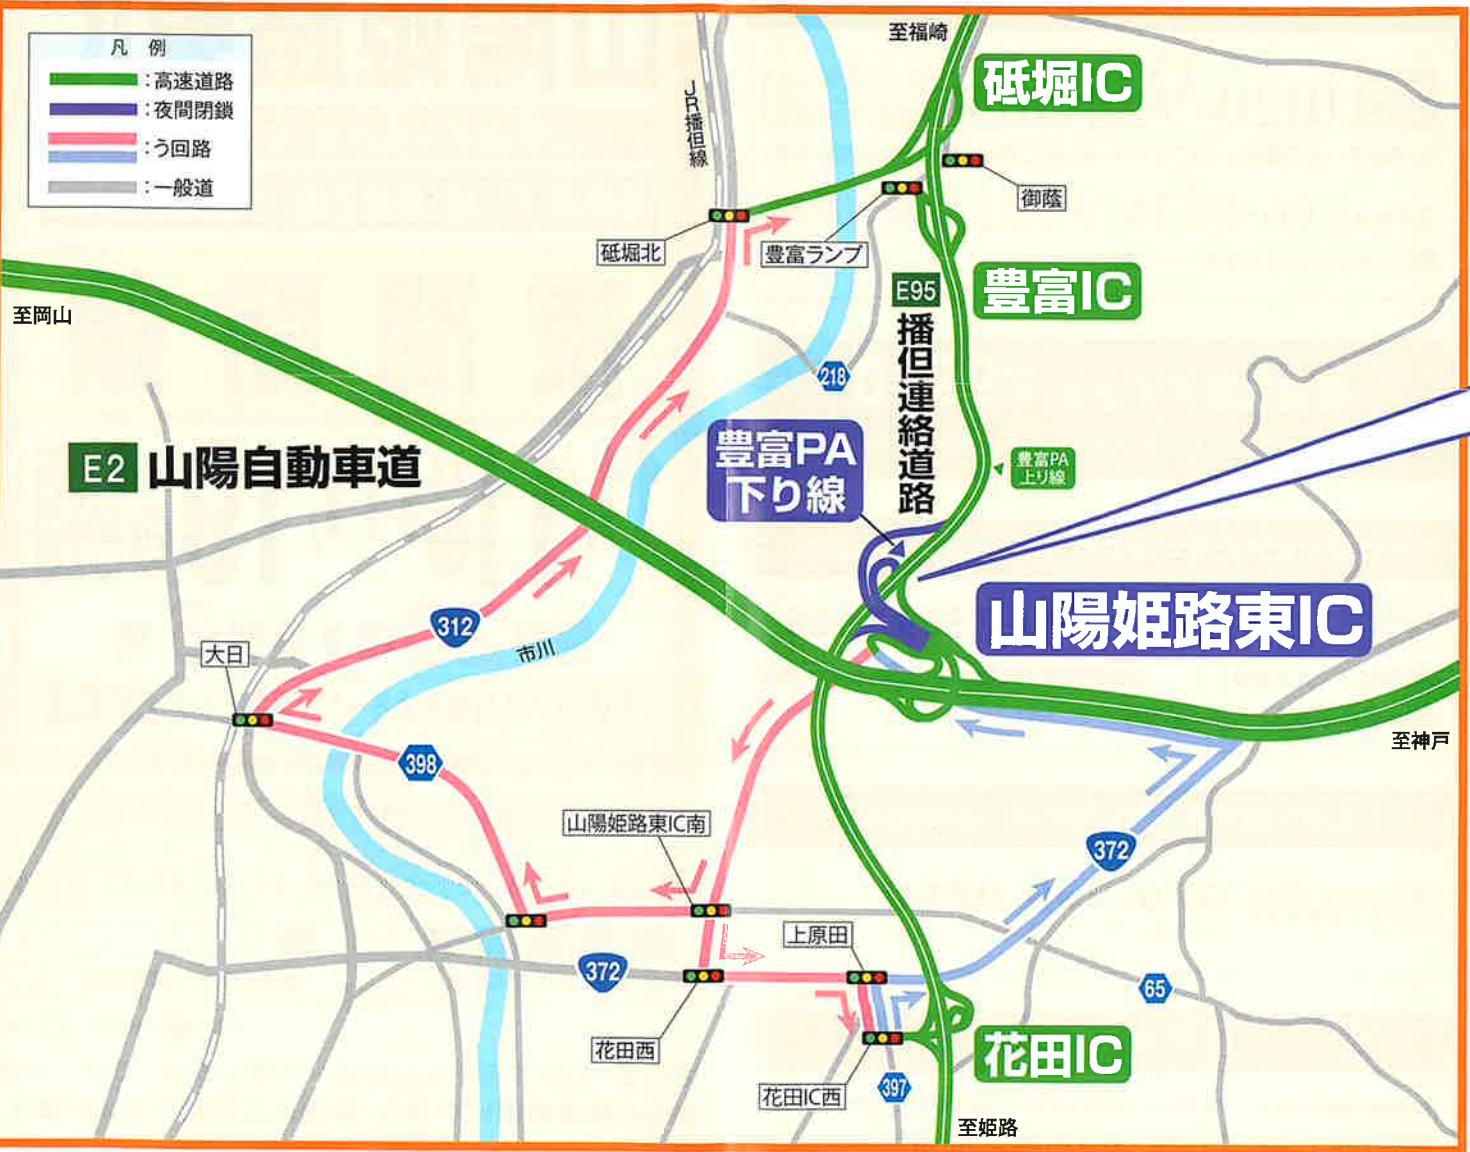 凡 例
:高速道路
:夜間閉鎖
:う回路
:一般道
至福崎
砥堀IC
JR播但線
御蔭
砥堀北
豊富ランプ
E95
播但連絡道路
豊富IC
至岡山
218
E2 山陽自動車道
豊富PA
下り線
豊富PA
上り線
山陽姫路東IC
312
市川
大日
398
至神戸
山陽姫路東IC南
372
上原田
372
65
花田西
花田IC
花田IC西
397
至姫路